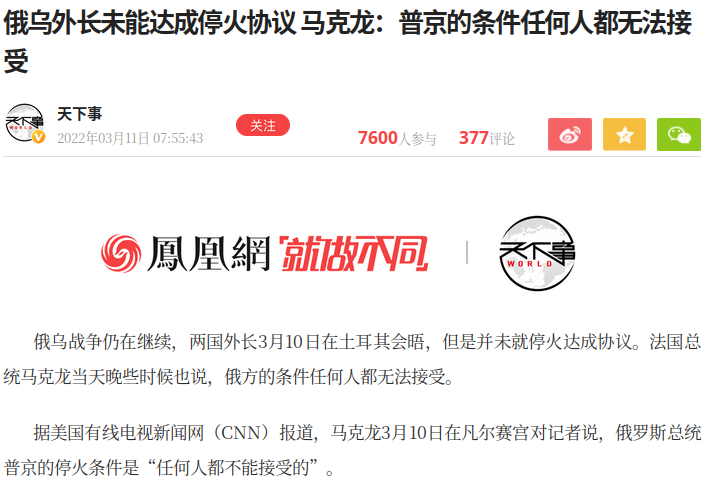 俄乌外长未能达成停火协议 马克龙：普京的条件任何人都无法接
受
天下事
WORLD
2022年03月11日 07:55:43
关注
7600人参与
377评论
鳳凰網
就做不同
天下事
WORLD
俄乌战争仍在继续，两国外长3月10日在土耳其会晤，但是并未就停火达成协议。法国总
统马克龙当天晚些时候也说，俄方的条件任何人都无法接受。
据美国有线电视新闻网（CNN）报道，马克龙3月10日在凡尔赛宫对记者说，俄罗斯总统
普京的停火条件是“任何人都不能接受的”。